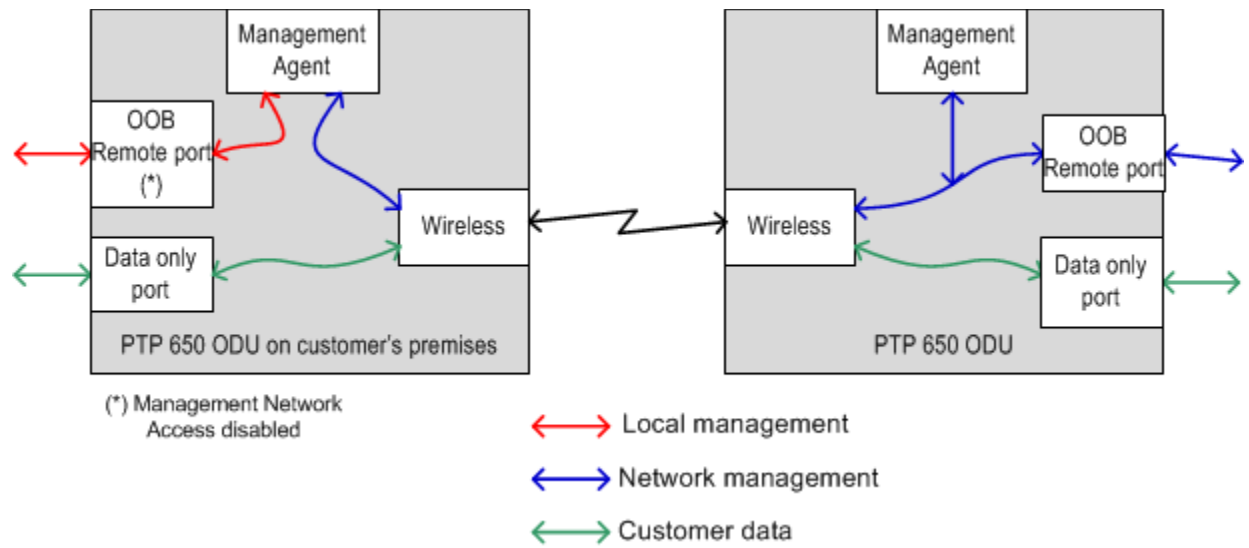 Management
Agent
OOB
Remote port
(*)
Wireless
Data only
port
PTP 650 ODU on customer's premises
(*) Management Network
Access disabled
Management
Agent
OOB
Remote port
Wireless
Data only
port
PTP 650 ODU
Local management
Network management
Customer data